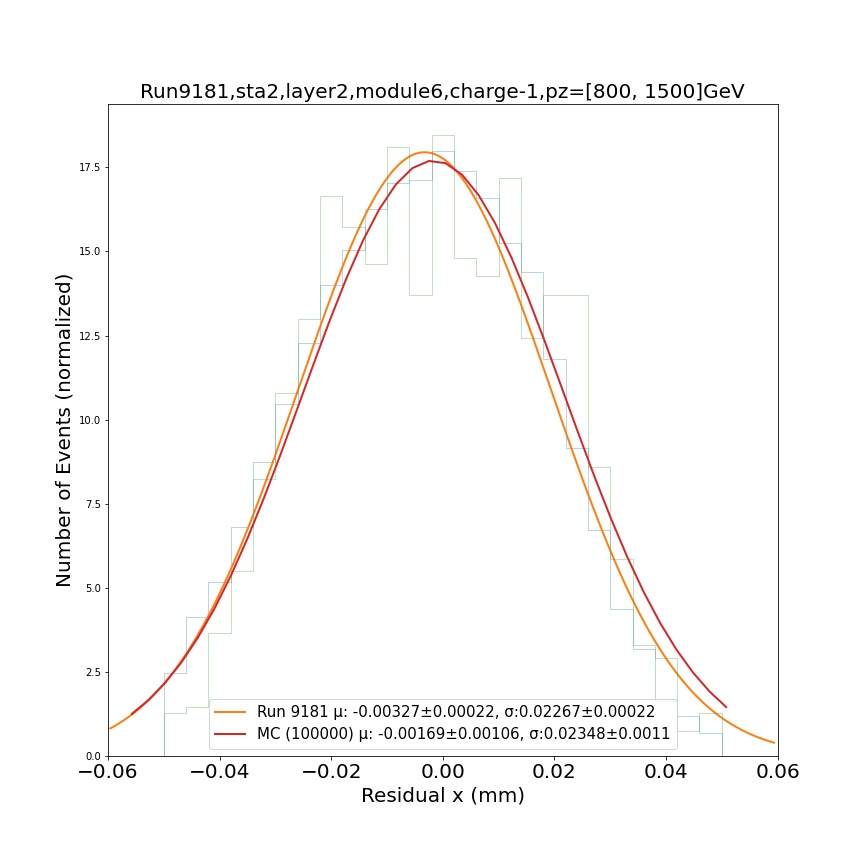 Run9181,sta2,layer2,module6,charge-1,pz=[800, 1500]GeV
Number of Events (normalized)
17.5
15.0
12.5
10.0
7.5
5.0
2.5
0.0
Run 9181 μ: -0.00327±0.00022, σ:0.02267±0.00022
MC (100000) μ: -0.00169±0.00106, σ:0.02348±0.0011
−0.06 −0.04 −0.02 0.00 0.02 0.04 0.06
Residual x (mm)